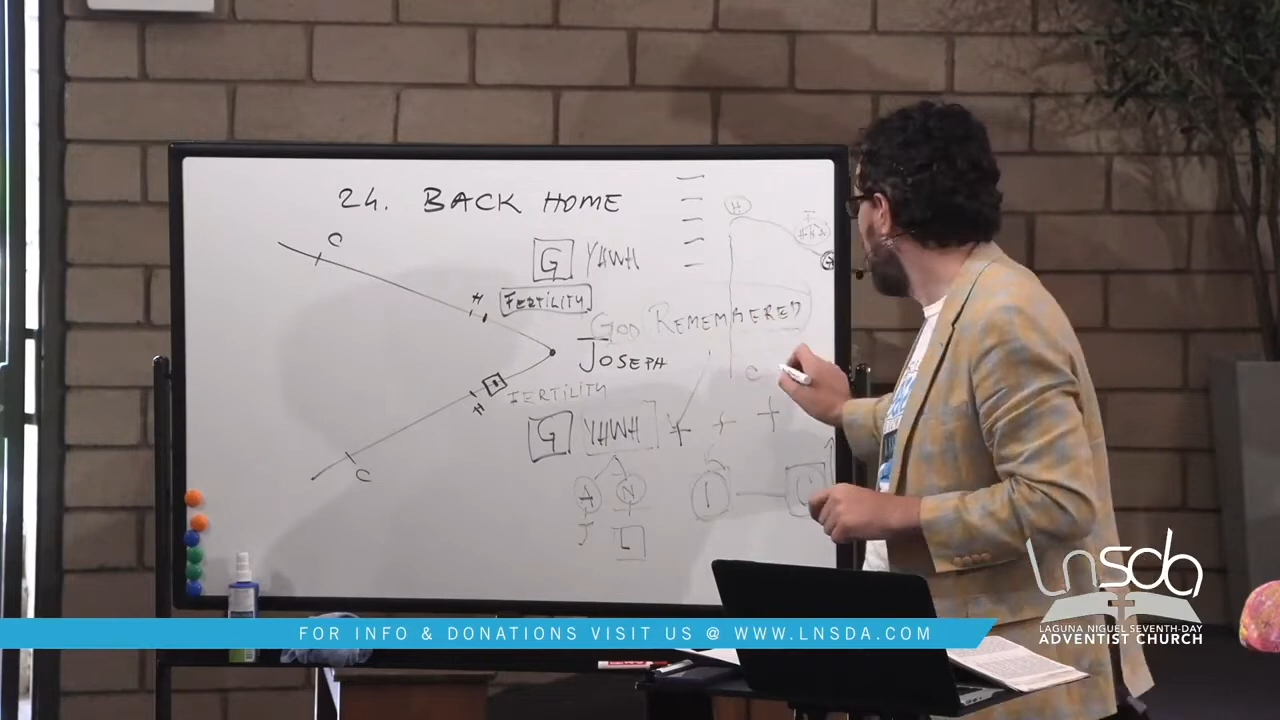 24. BACK HOME
C
H
G YAHWH
H
FERTILITY
GOD REMEMBERED
JOSEPH
FERTILITY
H
C
G YHWH
A N
J L
C
FOR INFO & DONATIONS VISIT US @ WWW.LNSDA.COM
LNSDA
LAGUNA NIGUEL SEVENTH-DAY
ADVENTIST CHURCH